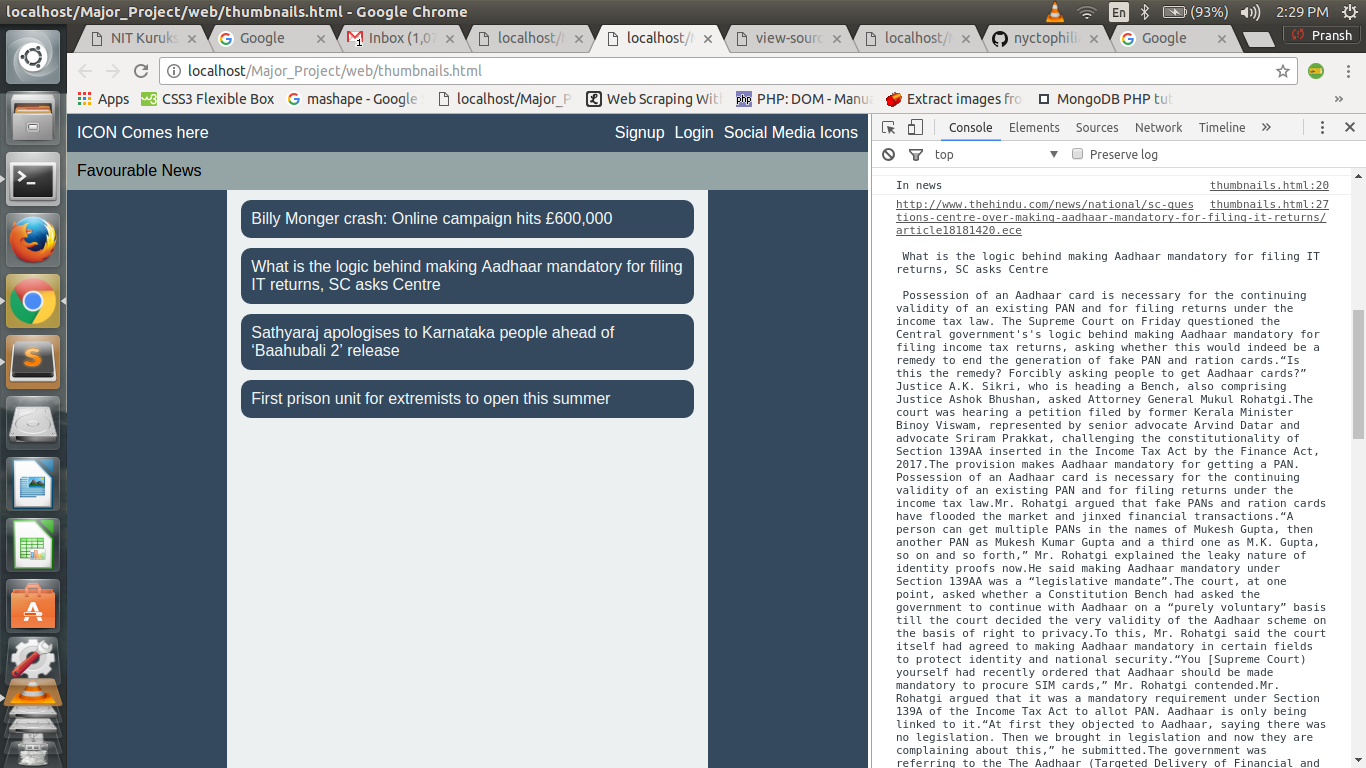 localhost/Major_Project/web/thumbnails.html - Google Chrome
En
(93%)
2:29 PM
NIT Kuruks
Google
Inbox (1,07
localhost/
localhost/
view-sour
localhost/
nyctophili
Google
Pransh
localhost/Major_Project/web/thumbnails.html
Apps
CSS3 Flexible Box
mashape - Google
localhost/Major_P
Web Scraping Wit
php
PHP: DOM - Manu
Extract images fro
MongoDB PHP tut
»
ICON Comes here
Signup
Login
Social Media Icons
Favourable News
Billy Monger crash: Online campaign hits £600,000
What is the logic behind making Aadhaar mandatory for filing
IT returns, SC asks Centre
Sathyaraj apologises to Karnataka people ahead of
‘Baahubali 2’ release
First prison unit for extremists to open this summer
Console
Elements
Sources
Network
Timeline
»
top
Preserve log
In news
thumbnails.html:20
http://www.thehindu.com/news/national/sc-ques
thumbnails.html:27
tions-centre-over-making-aadhaar-mandatory-for-filing-it-returns/
article18181420.ece
What is the logic behind making Aadhaar mandatory for filing IT
returns, SC asks Centre
Possession of an Aadhaar card is necessary for the continuing
validity of an existing PAN and for filing returns under the
income tax law. The Supreme Court on Friday questioned the
Central government's's logic behind making Aadhaar mandatory for
filing income tax returns, asking whether this would indeed be a
remedy to end the generation of fake PAN and ration cards.“Is
this the remedy? Forcibly asking people to get Aadhaar cards?”
Justice A.K. Sikri, who is heading a Bench, also comprising
Justice Ashok Bhushan, asked Attorney General Mukul Rohatgi.The
court was hearing a petition filed by former Kerala Minister
Binoy Viswam, represented by senior advocate Arvind Datar and
advocate Sriram Prakkat, challenging the constitutionality of
Section 139AA inserted in the Income Tax Act by the Finance Act,
2017.The provision makes Aadhaar mandatory for getting a PAN.
Possession of an Aadhaar card is necessary for the continuing
validity of an existing PAN and for filing returns under the
income tax law.Mr. Rohatgi argued that fake PANs and ration cards
have flooded the market and jinxed financial transactions.“A
person can get multiple PANs in the names of Mukesh Gupta, then
another PAN as Mukesh Kumar Gupta and a third one as M.K. Gupta,
so on and so forth,” Mr. Rohatgi explained the leaky nature of
identity proofs now.He said making Aadhaar mandatory under
Section 139AA was a “legislative mandate”.The court, at one
point, asked whether a Constitution Bench had asked the
government to continue with Aadhaar on a “purely voluntary” basis
till the court decided the very validity of the Aadhaar scheme on
the basis of right to privacy.To this, Mr. Rohatgi said the court
itself had agreed to making Aadhaar mandatory in certain fields
to protect identity and national security.“You [Supreme Court)
yourself had recently ordered that Aadhaar should be made
mandatory to procure SIM cards,” Mr. Rohatgi contended.Mr.
Rohatgi argued that it was a mandatory requirement under Section
139A of the Income Tax Act to allot PAN. Aadhaar is only being
linked to it.“At first they objected to Aadhaar, saying there was
no legislation. Then we brought in legislation and now they are
complaining about this,” he submitted.The government was
referring to the The Aadhaar (Targeted Delivery of Financial and